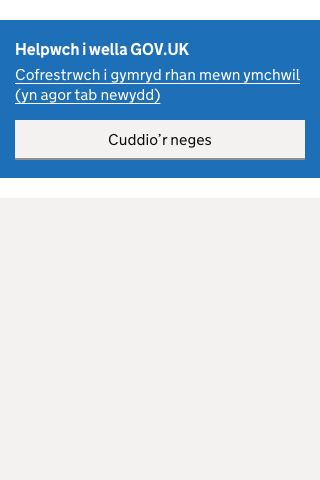 Helpwch i wella GOV.UK
Cofrestrwch i gymryd rhan mewn ymchwil
(yn agor tab newydd)
Cuddio’r neges